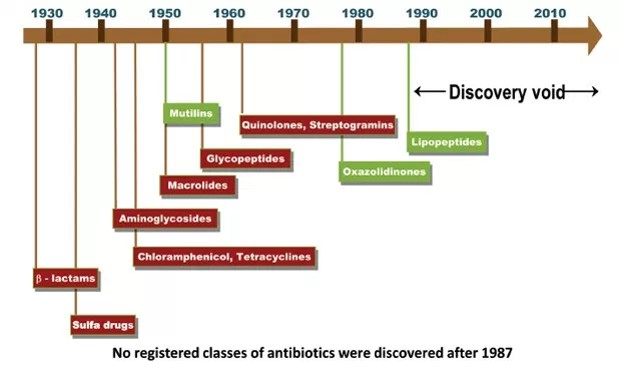 1930 1940 1950 1960 1970 1980 1990 2000 2010
← Discovery void →
Mutilins
Quinolones, Streptogramins
Lipopeptides
Glycopeptides
Oxazolidinones
Macrolides
Aminoglycosides
Chloramphenicol, Tetracyclines
β - lactams
Sulfa drugs
No registered classes of antibiotics were discovered after 1987